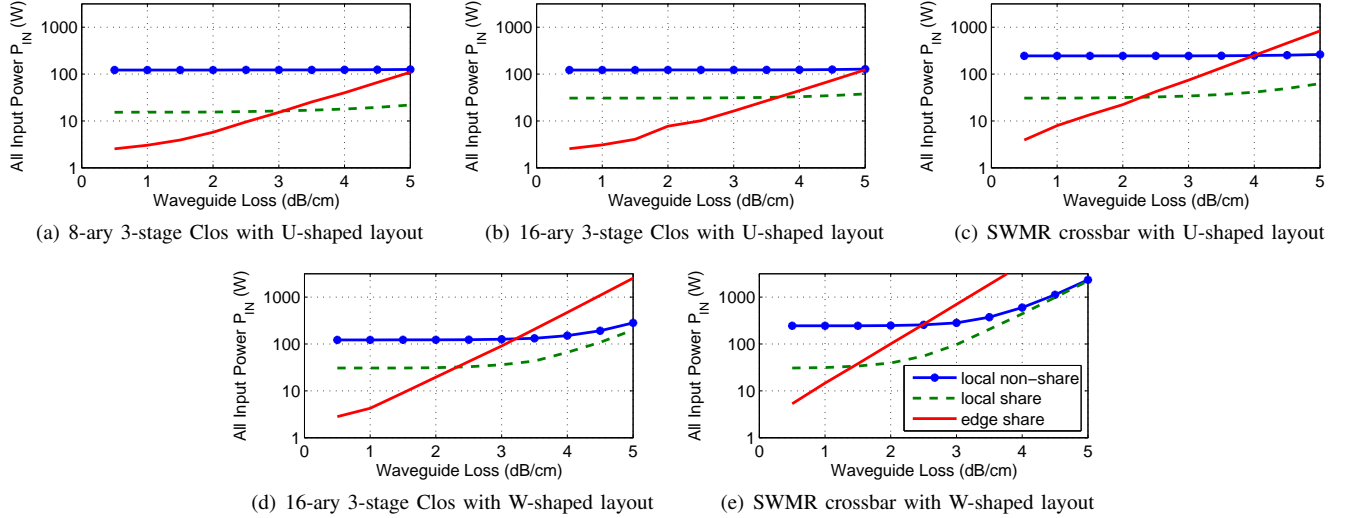 All Input Power P_IN (W)
1000
100
10
1
0 1 2 3 4 5
Waveguide Loss (dB/cm)
(a) 8-ary 3-stage Clos with U-shaped layout
All Input Power P_IN (W)
1000
100
10
1
0 1 2 3 4 5
Waveguide Loss (dB/cm)
(b) 16-ary 3-stage Clos with U-shaped layout
All Input Power P_IN (W)
1000
100
10
1
0 1 2 3 4 5
Waveguide Loss (dB/cm)
(c) SWMR crossbar with U-shaped layout
All Input Power P_IN (W)
1000
100
10
1
0 1 2 3 4 5
Waveguide Loss (dB/cm)
(d) 16-ary 3-stage Clos with W-shaped layout
All Input Power P_IN (W)
1000
100
10
1
0 1 2 3 4 5
local non−share
local share
edge share
Waveguide Loss (dB/cm)
(e) SWMR crossbar with W-shaped layout